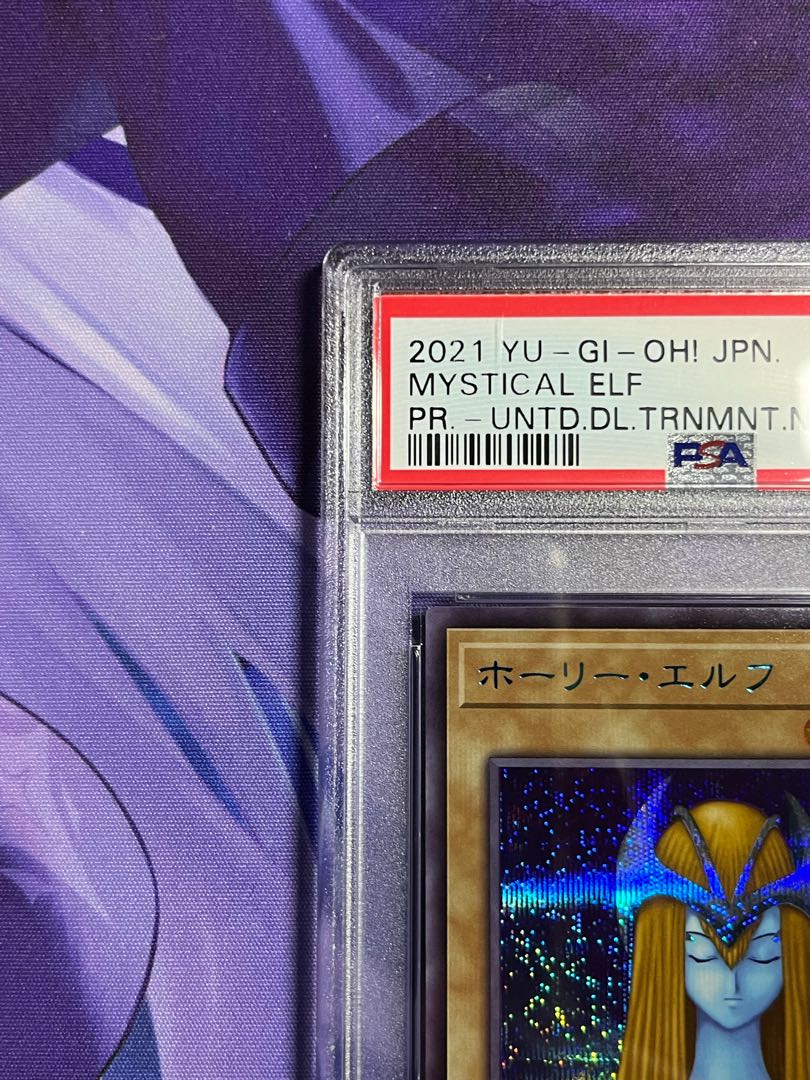 2021 YU-GI-OH! JPN.
MYSTICAL ELF
PR.-UNTD.DL.TRNMNT.N
PSA
ホーリー・エルフ